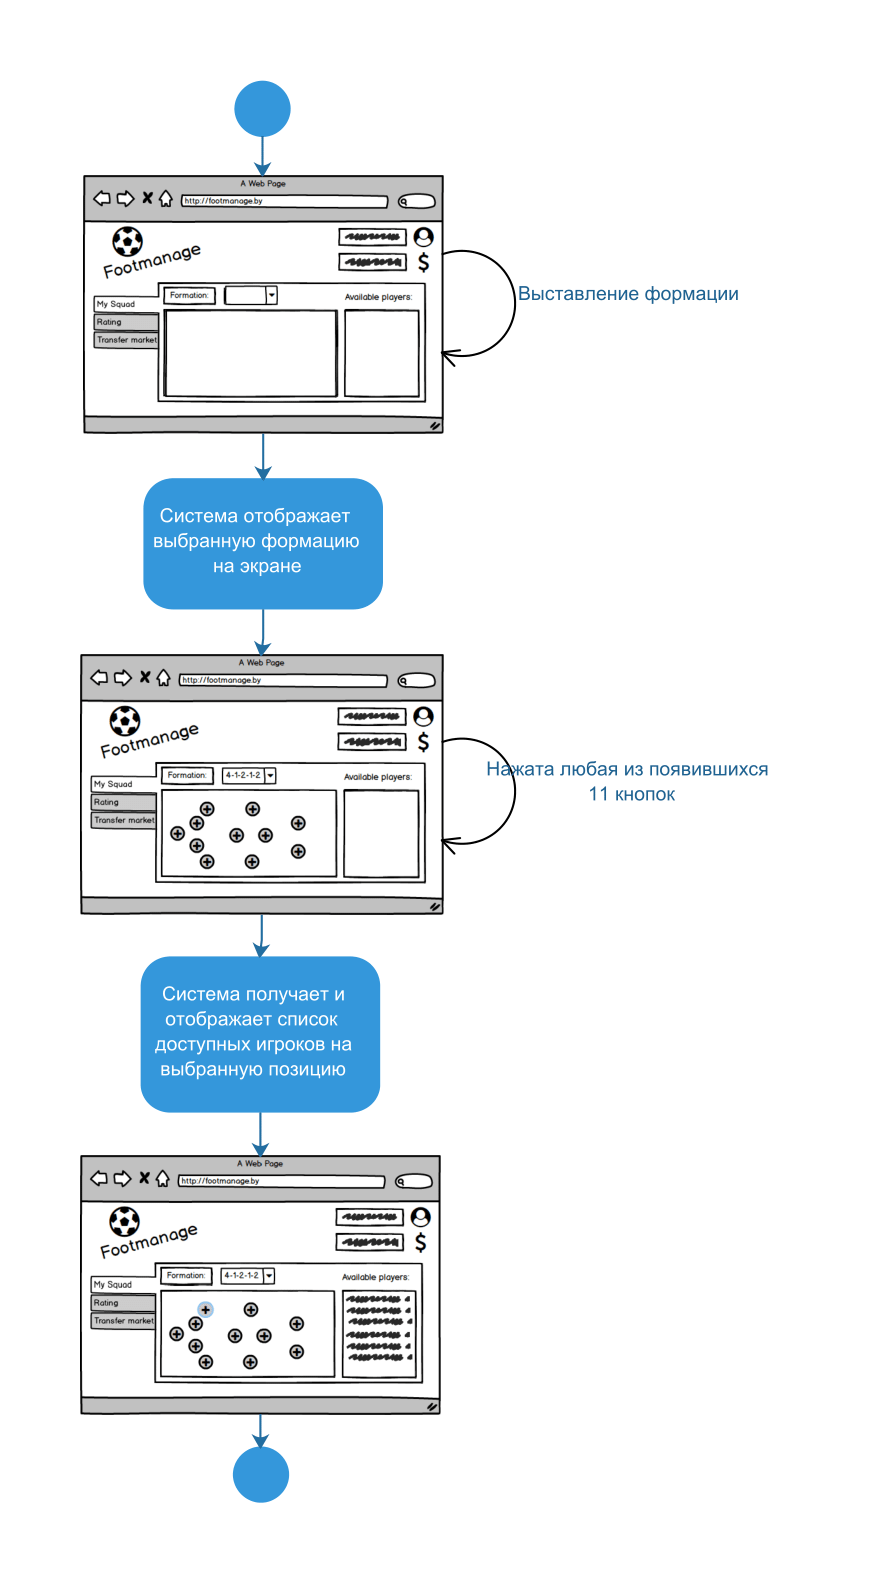 A Web Page
http://footmanage.by
Footmanage
Formation:
Available players:
My Squad
Rating
Transfer market
$
Выставление формации
Система отображает
выбранную формацию
на экране
A Web Page
http://footmanage.by
Footmanage
Formation:
4-1-2-1-2
Available players:
My Squad
Rating
Transfer market
$
Нажата любая из появившихся
11 кнопок
Система получает и
отображает список
доступных игроков на
выбранную позицию
A Web Page
http://footmanage.by
Footmanage
Formation:
4-1-2-1-2
Available players:
My Squad
Rating
Transfer market
$